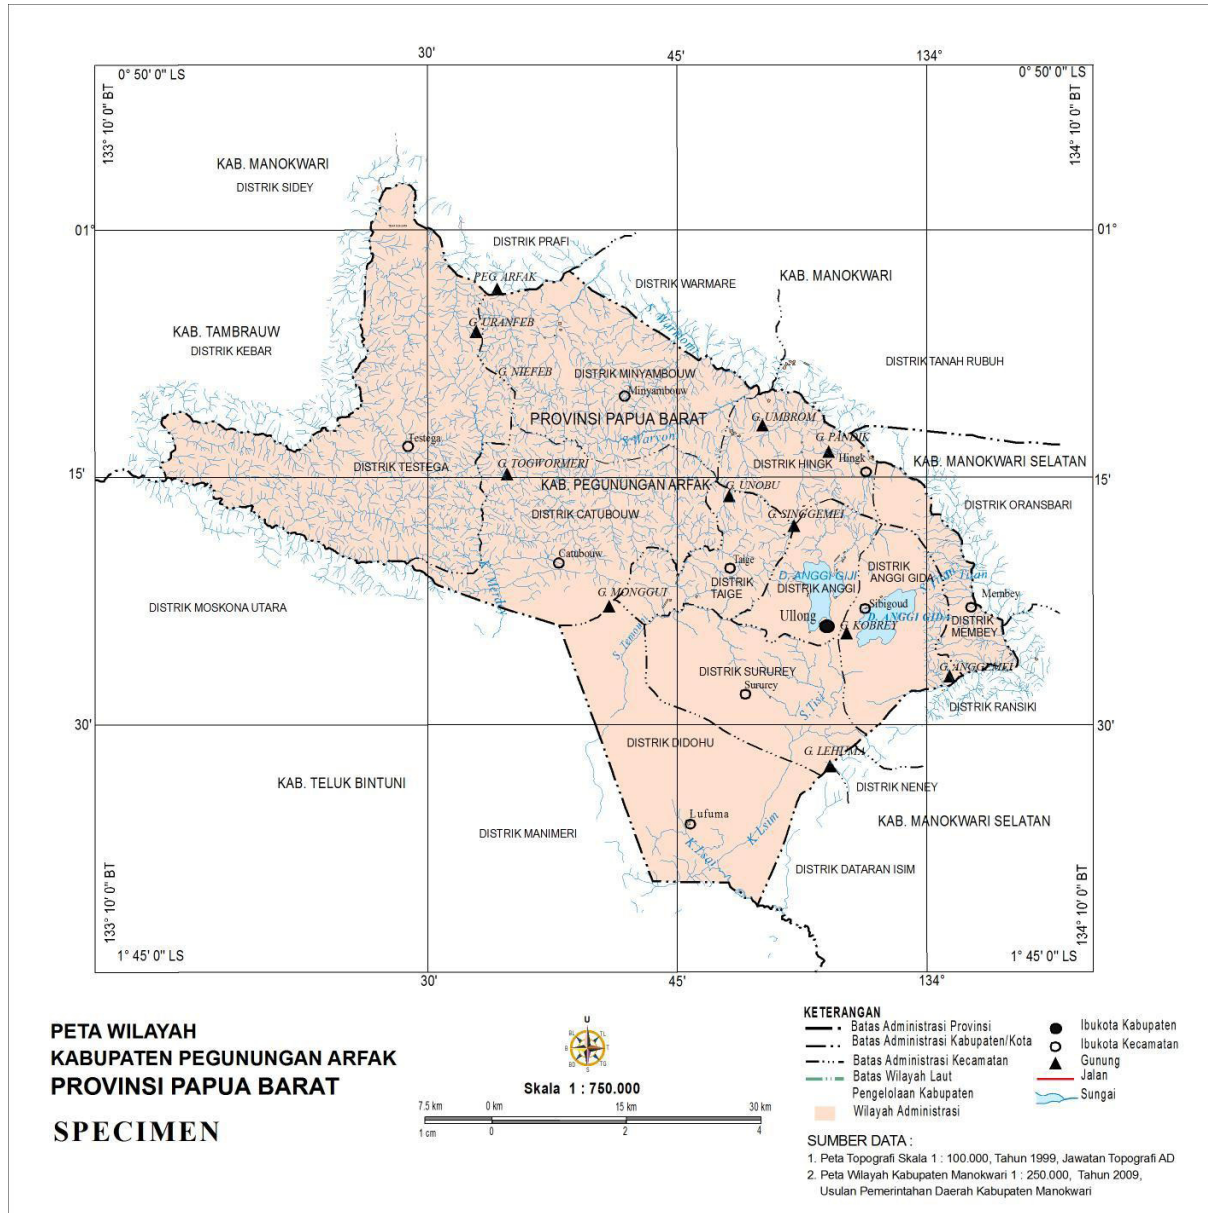 30'
45'
134°
0° 50' 0" LS
0° 50' 0" LS
133° 10' 0" BT
134° 10' 0" BT
KAB. MANOKWARI
DISTRIK SIDEY
01°
01°
DISTRIK PRAFI
PEG. ARFAK
DISTRIK WARMARE
KAB. MANOKWARI
S. Warmomi
G. URANFEB
KAB. TAMBRAUW
DISTRIK KEBAR
DISTRIK TANAH RUBUH
G. NIEFEB
DISTRIK MINYAMBOUW
Minyambouw
PROVINSI PAPUA BARAT
G. UMBROM
S. Waryori
G. PANDIK
Testega
DISTRIK TESTEGA
G. TOGWORMERI
DISTRIK HINGK
Hingk
KAB. MANOKWARI SELATAN
15'
15'
KAB. PEGUNUNGAN ARFAK
G. UNOBU
DISTRIK ORANSBARI
DISTRIK CATUBOUW
G. SINGGEMEI
Catubouw
Taige
DISTRIK TAIGE
D. ANGGI GIJI
DISTRIK ANGGI
DISTRIK ANGGI GIDA
G. MONGGUI
DISTRIK MOSKONA UTARA
Ullong
Sibigoud
D. ANGGI GIDA
Membey
DISTRIK MEMBEY
G. KOBREY
DISTRIK SURUREY
Sururey
G. ANGGEMEI
S. Tisi
DISTRIK RANSIKI
30'
30'
DISTRIK DIDOHU
G. LEHUMA
KAB. TELUK BINTUNI
DISTRIK NENEY
Lufuma
KAB. MANOKWARI SELATAN
DISTRIK MANIMERI
K. Lsim
DISTRIK DATARAN ISIM
133° 10' 0" BT
134° 10' 0" BT
1° 45' 0" LS
1° 45' 0" LS
30'
45'
134°
PETA WILAYAH
KABUPATEN PEGUNUNGAN ARFAK
PROVINSI PAPUA BARAT
SPECIMEN
U
TL
T
TG
S
BD
B
BL
Skala 1 : 750.000
7.5 km 0 km 15 km 30 km
1 cm 0 2 4
KETERANGAN
Batas Administrasi Provinsi
Batas Administrasi Kabupaten/Kota
Batas Administrasi Kecamatan
Batas Wilayah Laut
Pengelolaan Kabupaten
Wilayah Administrasi
Ibukota Kabupaten
Ibukota Kecamatan
Gunung
Jalan
Sungai
SUMBER DATA :
1. Peta Topografi Skala 1 : 100.000, Tahun 1999, Jawatan Topografi AD
2. Peta Wilayah Kabupaten Manokwari 1 : 250.000, Tahun 2009,
Usulan Pemerintahan Daerah Kabupaten Manokwari